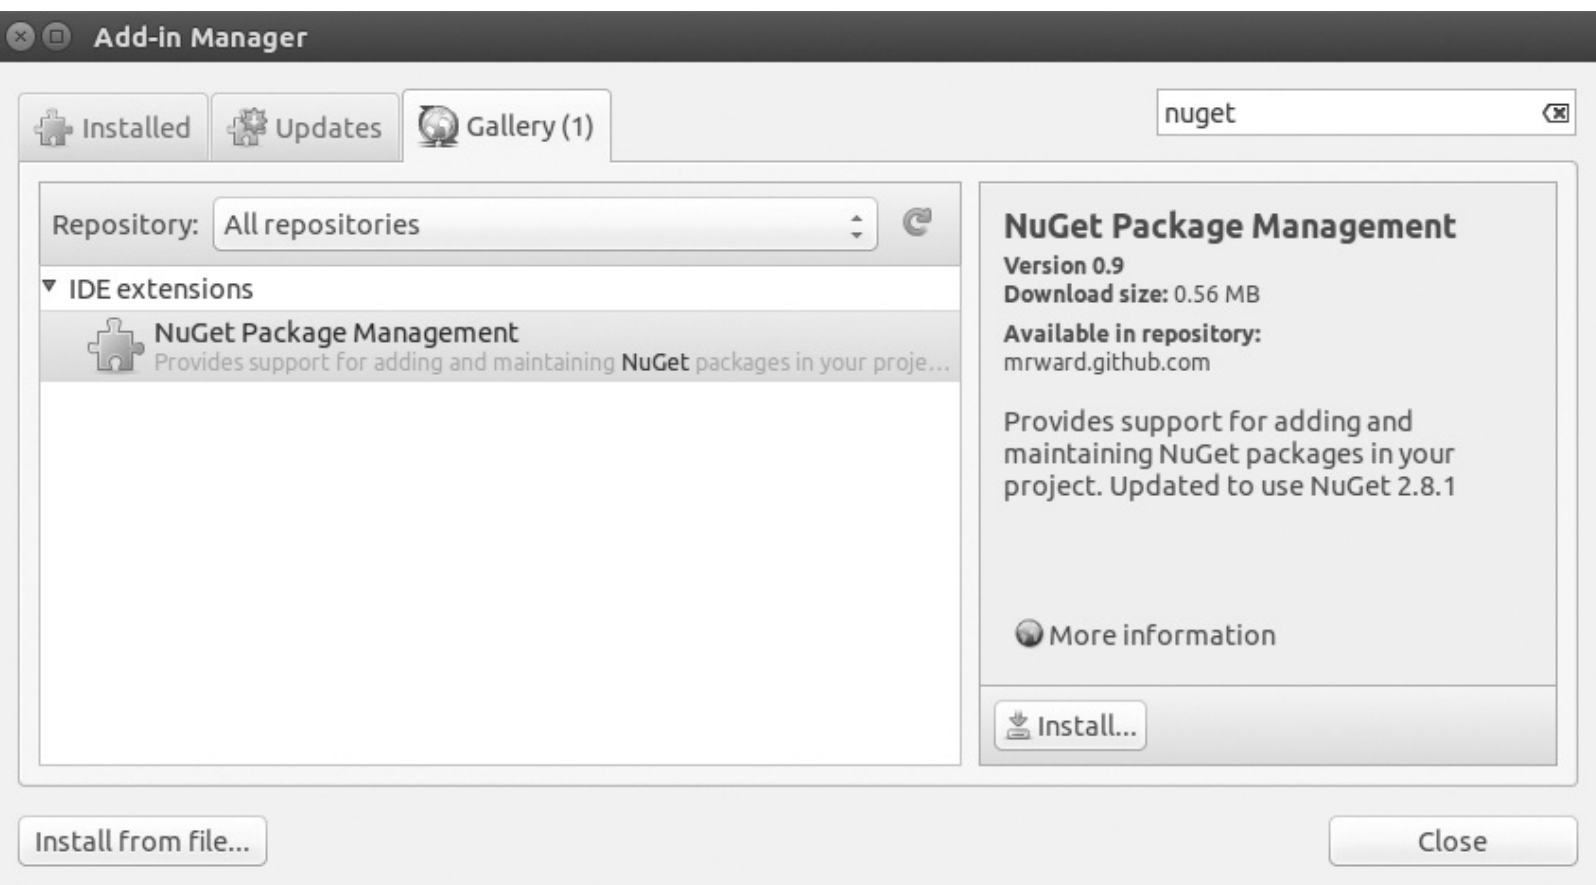 Add-in Manager
Installed
Updates
Gallery (1)
nuget
Repository:
All repositories
IDE extensions
NuGet Package Management
Provides support for adding and maintaining NuGet packages in your proje...
NuGet Package Management
Version 0.9
Download size: 0.56 MB
Available in repository:
mrward.github.com
Provides support for adding and
maintaining NuGet packages in your
project. Updated to use NuGet 2.8.1
More information
Install...
Install from file...
Close